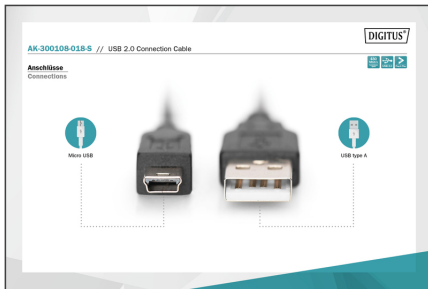 DIGITUS®
AK-300108-018-S // USB 2.0 Connection Cable
Anschlüsse
Connections
Micro USB
USB type A